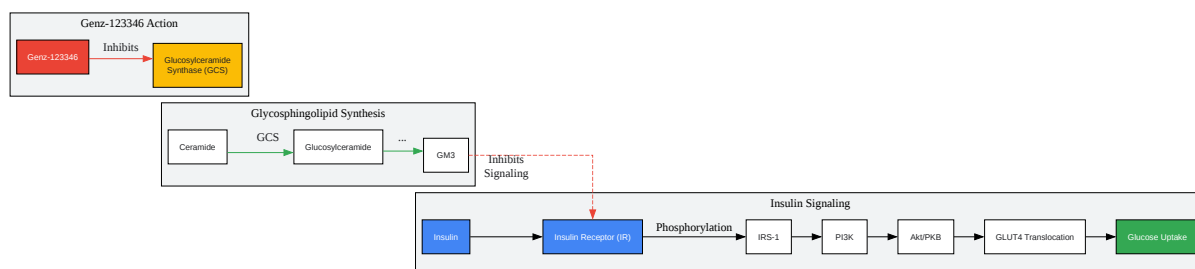 Genz-123346 Action
Genz-123346
Inhibits
Glucosylceramide
Synthase (GCS)
Glycosphingolipid Synthesis
Ceramide
GCS
Glucosylceramide
...
GM3
Inhibits
Signaling
Insulin Signaling
Insulin
Insulin Receptor (IR)
Phosphorylation
IRS-1
PI3K
Akt/PKB
GLUT4 Translocation
Glucose Uptake